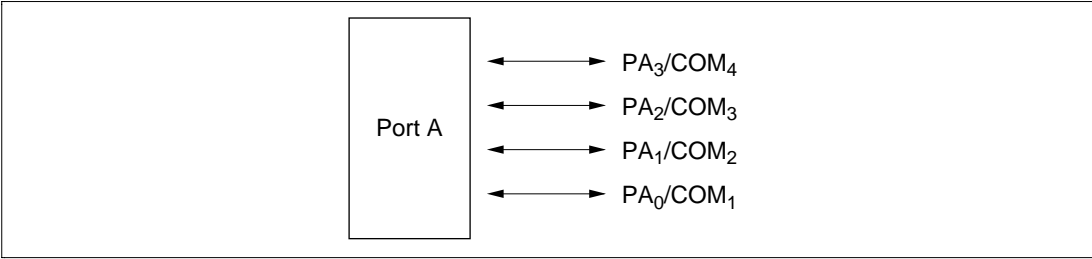 PA₃/COM₄
PA₂/COM₃
Port A
PA₁/COM₂
PA₀/COM₁